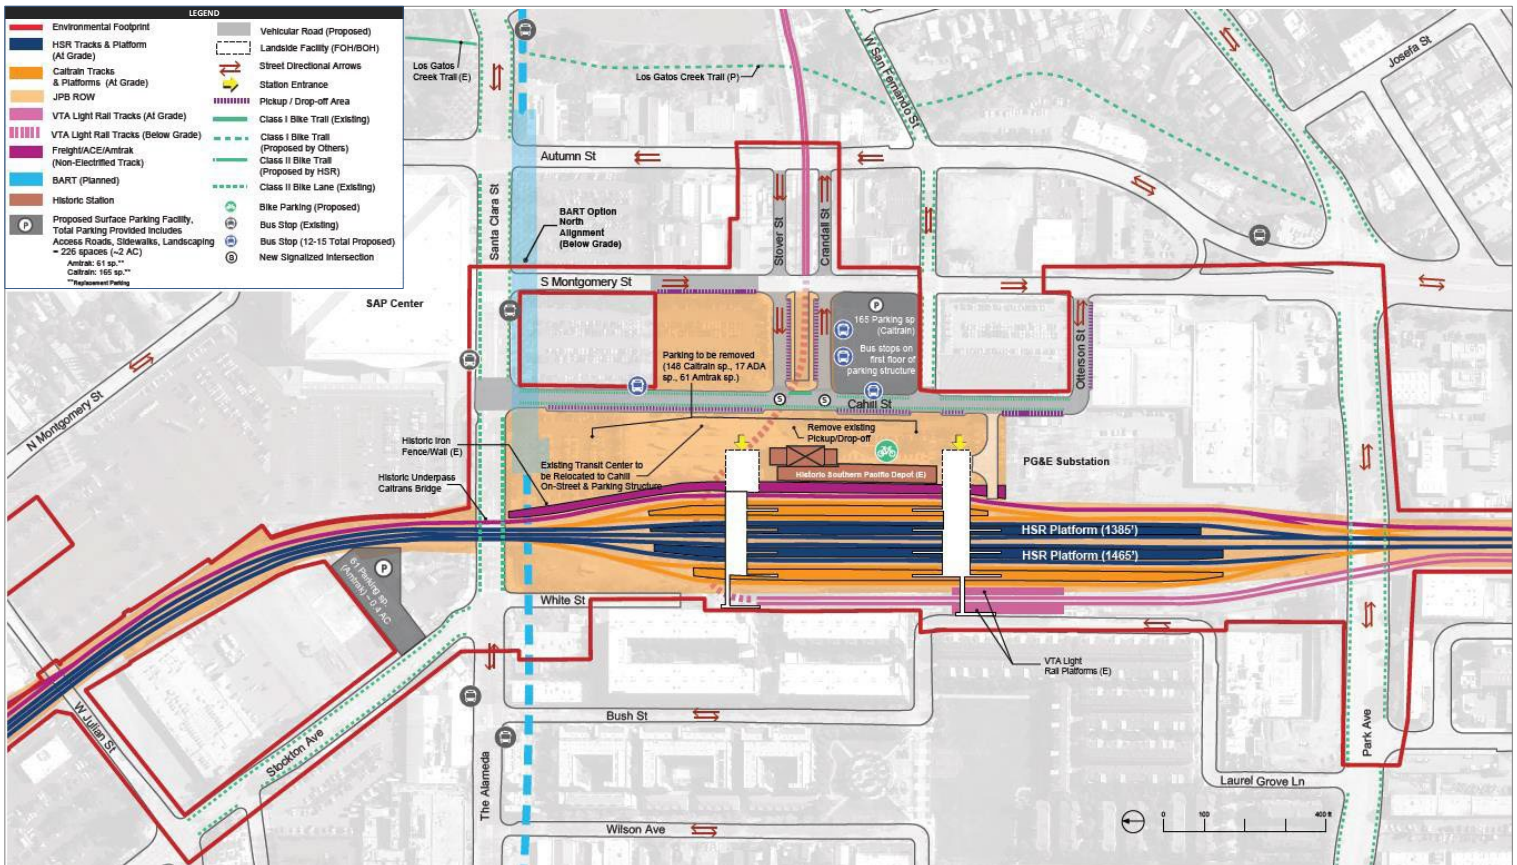 LEGEND
Environmental Footprint
HSR Tracks & Platform
(At Grade)
Caltrain Tracks
& Platforms (At Grade)
JPB ROW
VTA Light Rail Tracks (At Grade)
VTA Light Rail Tracks (Below Grade)
Freight/ACE/Amtrak
(Non-Electrified Track)
BART (Planned)
Historic Station
P
Proposed Surface Parking Facility,
Total Parking Provided Includes
Access Roads, Sidewalks, Landscaping
= 226 spaces (~2 AC)
Amtrak: 61 sp.**
Caltrain: 165 sp.**
**Replacement Parking
Vehicular Road (Proposed)
Landside Facility (FOH/BOH)
Street Directional Arrows
Station Entrance
Pickup / Drop-off Area
Class I Bike Trail (Existing)
Class I Bike Trail
(Proposed by Others)
Class II Bike Trail
(Proposed by HSR)
Class II Bike Lane (Existing)
Bike Parking (Proposed)
Bus Stop (Existing)
Bus Stop (12-15 Total Proposed)
S
New Signalized Intersection
Los Gatos
Creek Trail (E)
Los Gatos Creek Trail (P)
W San Fernando St
Josefa St
Autumn St
Santa Clara St
BART Option
North
Alignment
(Below Grade)
Stover St
Crandall St
S Montgomery St
SAP Center
N Montgomery St
P
165 Parking sp
(Caltrain)
Bus stops on
first floor of
parking structure
Otterson St
Parking to be removed
(148 Caltrain sp., 17 ADA
sp., 61 Amtrak sp.)
S
S
Cahill St
Remove existing
Pickup/Drop-off
Historic Iron
Fence/Wall (E)
Existing Transit Center to
be Relocated to Cahill
On-Street & Parking Structure
Historic Southern Pacific Depot (E)
PG&E Substation
Historic Underpass
Caltrans Bridge
HSR Platform (1385')
HSR Platform (1465')
P
61 Parking sp.
(Amtrak) ~ 0.4 AC
White St
VTA Light
Rail Platforms (E)
W Julian St
Stockton Ave
Bush St
The Alameda
Park Ave
Laurel Grove Ln
Wilson Ave
0 100 400 ft